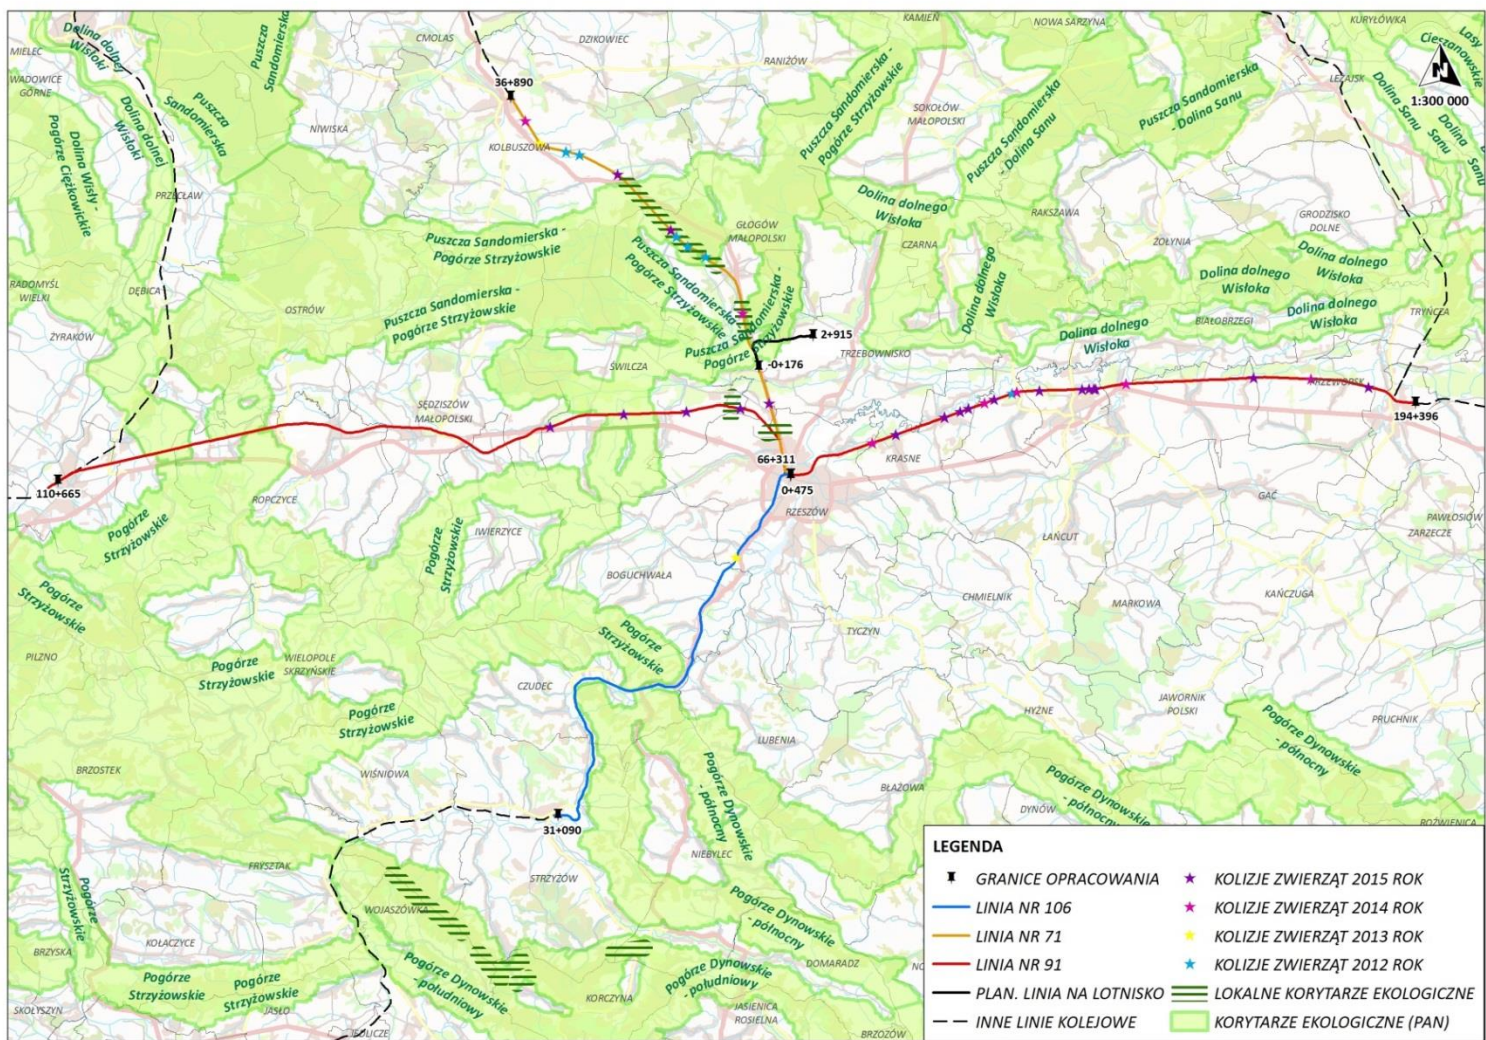 CMOLAS
DZIKOWIEC
KAMIEŃ
NOWA SARZYNA
KURYŁÓWKA
Lasy
Cieszanowskie
MIELEC
Dolina dolnej
Wisłoki
Puszcza
Sandomierska
WADOWICE
GÓRNE
RANIŻÓW
Puszcza Sandomierska -
Pogórze Strzyżowskie
SOKOŁÓW
MAŁOPOLSKI
Puszcza Sandomierska
- Dolina Sanu
Puszcza Sandomierska
- Dolina Sanu
LEŻAJSK
N
1:300 000
Dolina Sanu
Dolina Sanu
36+890
NIWISKA
KOLBUSZOWA
Puszcza
Sandomierska
Dolina dolnej
Wisłoki
Dolina Wisły -
Pogórze Ciężkowickie
PRZECŁAW
GŁOGÓW
MAŁOPOLSKI
Dolina dolnego
Wisłoka
CZARNA
RAKSZAWA
ŻOŁYNIA
GRODZISKO
DOLNE
Puszcza Sandomierska -
Pogórze Strzyżowskie
Puszcza Sandomierska -
Pogórze Strzyżowskie
Puszcza Sandomierska -
Pogórze Strzyżowskie
Puszcza Sandomierska -
Pogórze Strzyżowskie
Dolina dolnego
Wisłoka
Dolina dolnego
Wisłoka
Dolina dolnego
Wisłoka
Dolina dolnego
Wisłoka
Dolina dolnego
Wisłoka
RADOMYŚL
WIELKI
DĘBICA
OSTRÓW
ŻYRAKÓW
BIAŁOBRZEGI
TRYŃCZA
2+915
-0+176
TRZEBOWNISKO
ŚWILCZA
SĘDZISZÓW
MAŁOPOLSKI
194+396
66+311
0+475
KRASNE
RZESZÓW
110+665
ROPCZYCE
IWIERZYCE
Pogórze
Strzyżowskie
Pogórze
Strzyżowskie
Pogórze
Strzyżowskie
GAĆ
PAWŁOSIÓW
ZARZECZE
ŁAŃCUT
BOGUCHWAŁA
CHMIELNIK
MARKOWA
KAŃCZUGA
TYCZYN
PILZNO
WIELOPOLE
SKRZYŃSKIE
Pogórze
Strzyżowskie
Pogórze
Strzyżowskie
Pogórze
Strzyżowskie
CZUDEC
LUBENIA
HYŻNE
JAWORNIK
POLSKI
PRUCHNIK
Pogórze Dynowskie
- północny
BRZOSTEK
WIŚNIOWA
BŁAŻOWA
DYNÓW
Pogórze Dynowskie
- północny
Pogórze Dynowskie
- północny
31+090
NIEBYLEC
FRYSZTAK
STRZYŻÓW
WOJASZÓWKA
Pogórze
Strzyżowskie
Pogórze Dynowskie
- północny
BRZYSKA
KOŁACZYCE
DOMARADZ
Pogórze
Strzyżowskie
Pogórze
Strzyżowskie
Pogórze Dynowskie
- południowy
Pogórze Dynowskie
- południowy
KORCZYNA
JASIENICA
ROSIELNA
SKOŁYSZYN
JASŁO
BRZOZÓW
LEGENDA
GRANICE OPRACOWANIA
LINIA NR 106
LINIA NR 71
LINIA NR 91
PLAN. LINIA NA LOTNISKO
INNE LINIE KOLEJOWE
KOLIZJE ZWIERZĄT 2015 ROK
KOLIZJE ZWIERZĄT 2014 ROK
KOLIZJE ZWIERZĄT 2013 ROK
KOLIZJE ZWIERZĄT 2012 ROK
LOKALNE KORYTARZE EKOLOGICZNE
KORYTARZE EKOLOGICZNE (PAN)